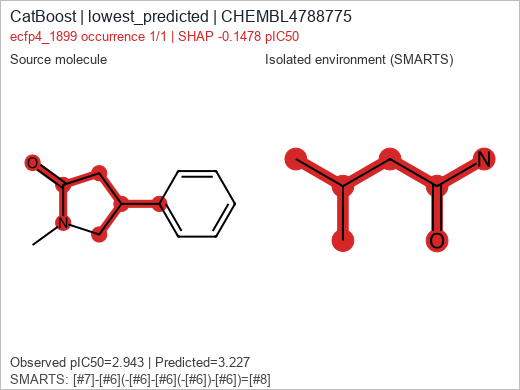 CatBoost | lowest_predicted | CHEMBL4788775
ecfp4_1899 occurrence 1/1 | SHAP -0.1478 pIC50
Source molecule
Isolated environment (SMARTS)
O
N
N
O
Observed pIC50=2.943 | Predicted=3.227
SMARTS: [#7]-[#6](-[#6]-[#6](-[#6])-[#6])=[#8]